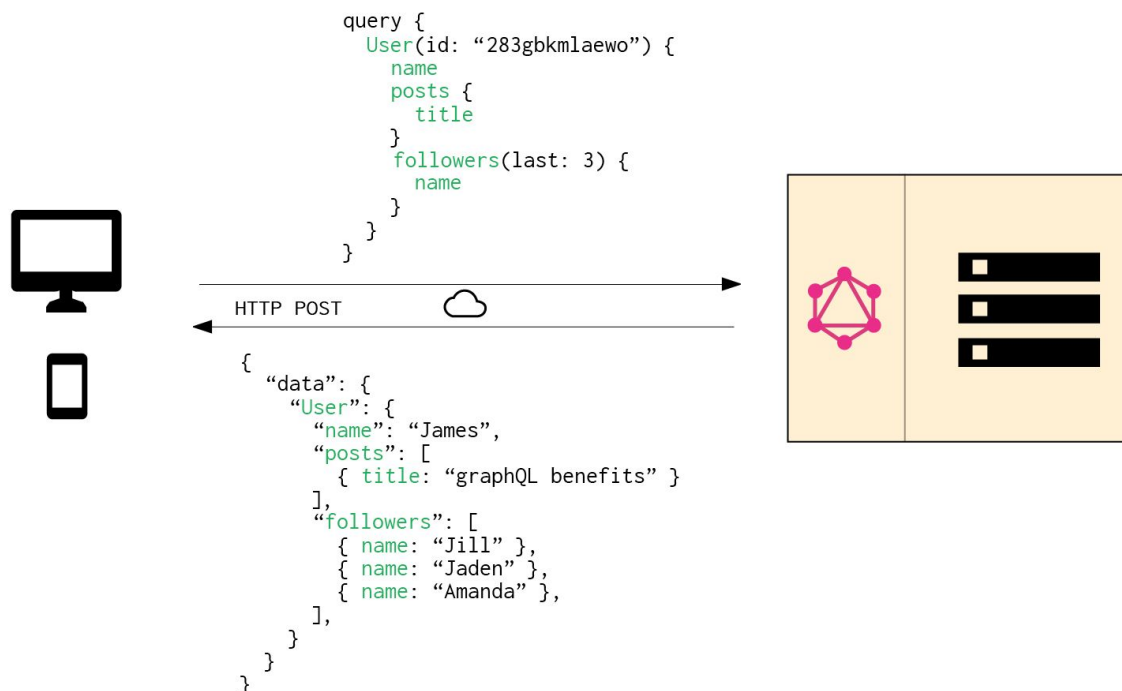 query {
User(id: “283gbkmlaewo”) {
name
posts {
title
}
followers(last: 3) {
name
}
}
}
HTTP POST
{
“data”: {
“User”: {
“name”: “James”,
“posts”: [
{ title: “graphQL benefits” }
],
“followers”: [
{ name: “Jill” },
{ name: “Jaden” },
{ name: “Amanda” },
],
}
}
}